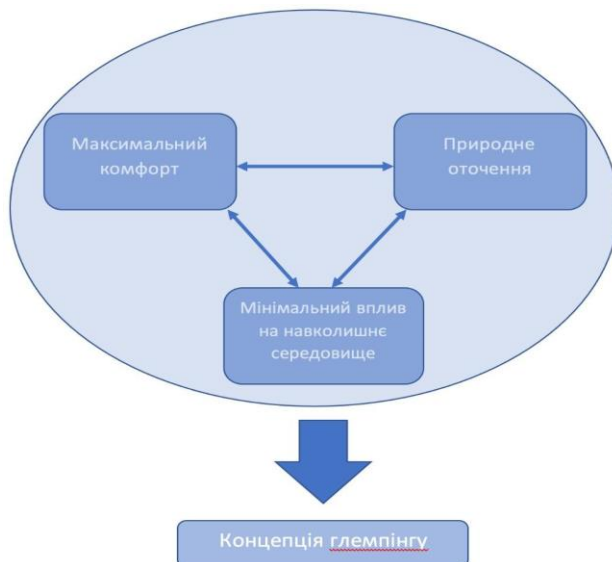 Максимальний
комфорт
Природне
оточення
Мінімальний вплив
на навколишнє
середовище
Концепція глемпінгу